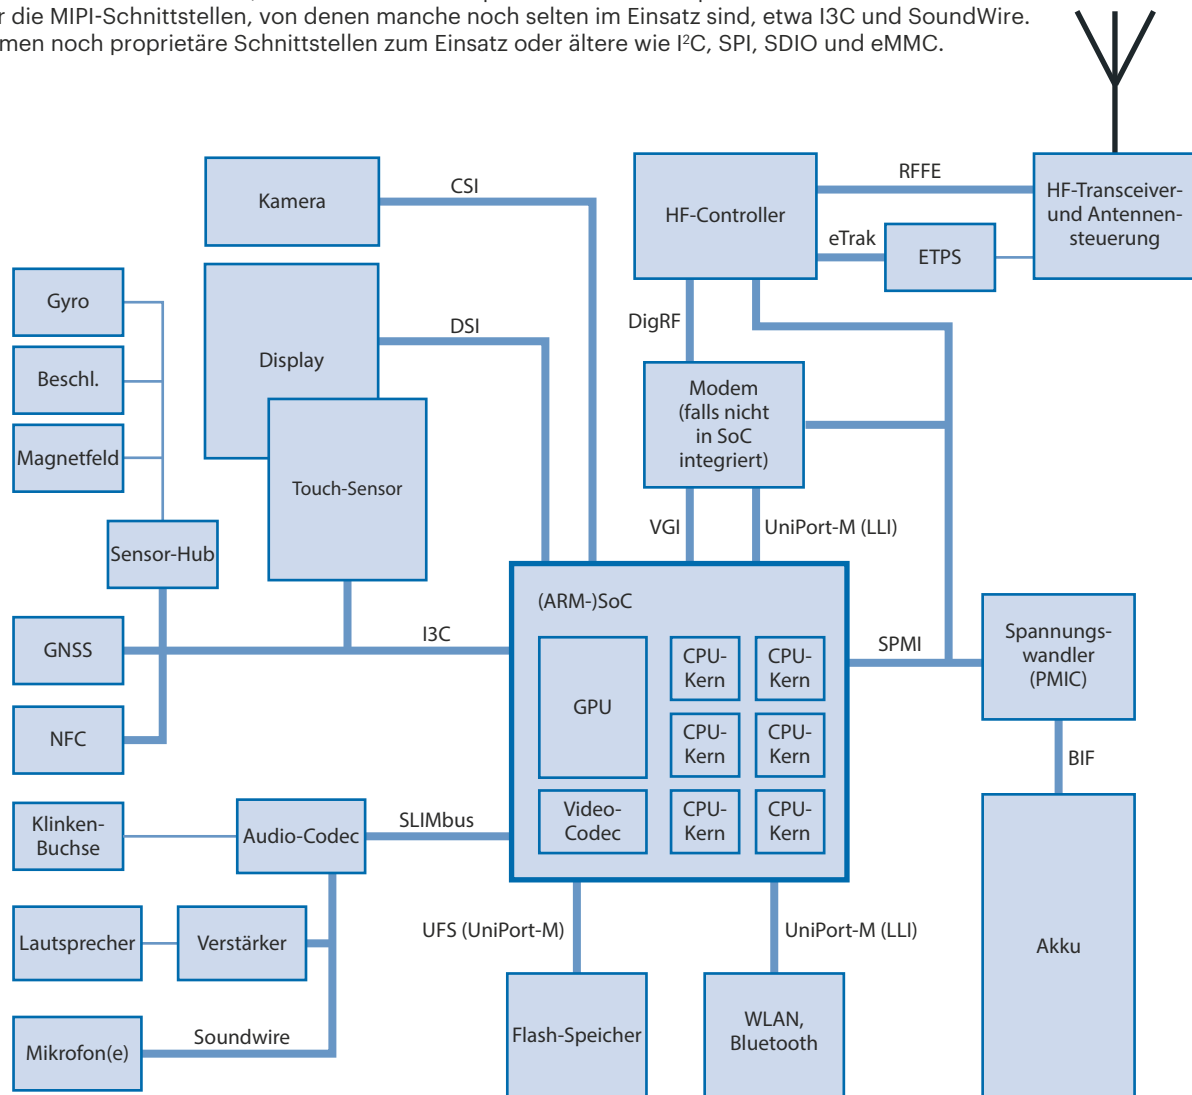 r die MIPI-Schnittstellen, von denen manche noch selten im Einsatz sind, etwa I3C und SoundWire.
men noch proprietäre Schnittstellen zum Einsatz oder ältere wie I²C, SPI, SDIO und eMMC.
Kamera
CSI
HF-Controller
RFFE
HF-Transceiver-
und Antennen-
steuerung
eTrak
ETPS
Gyro
Beschl.
Magnetfeld
Display
DSI
DigRF
Modem
(falls nicht
in SoC
integriert)
Touch-Sensor
Sensor-Hub
VGI
UniPort-M (LLI)
GNSS
I3C
(ARM-)SoC
SPMI
Spannungs-
wandler
(PMIC)
NFC
GPU
CPU-
Kern
CPU-
Kern
CPU-
Kern
CPU-
Kern
BIF
Klinken-
Buchse
Audio-Codec
SLIMbus
Video-
Codec
CPU-
Kern
CPU-
Kern
Lautsprecher
Verstärker
UFS (UniPort-M)
UniPort-M (LLI)
Akku
Mikrofon(e)
Soundwire
Flash-Speicher
WLAN,
Bluetooth